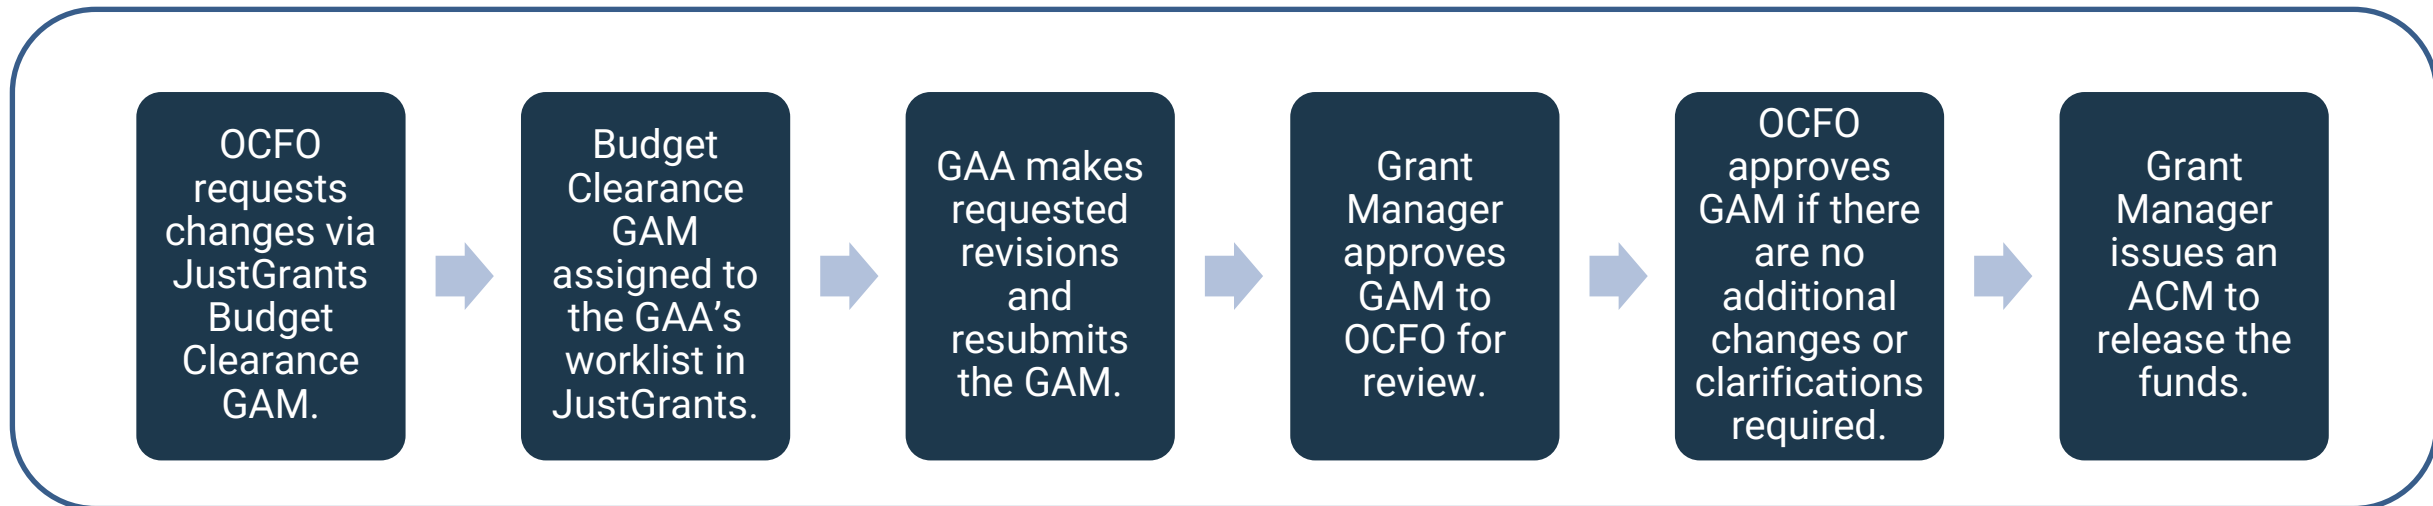 OCFO
requests
changes via
JustGrants
Budget
Clearance
GAM.
Budget
Clearance
GAM
assigned to
the GAA’s
worklist in
JustGrants.
GAA makes
requested
revisions
and
resubmits
the GAM.
Grant
Manager
approves
GAM to
OCFO for
review.
OCFO
approves
GAM if there
are no
additional
changes or
clarifications
required.
Grant
Manager
issues an
ACM to
release the
funds.